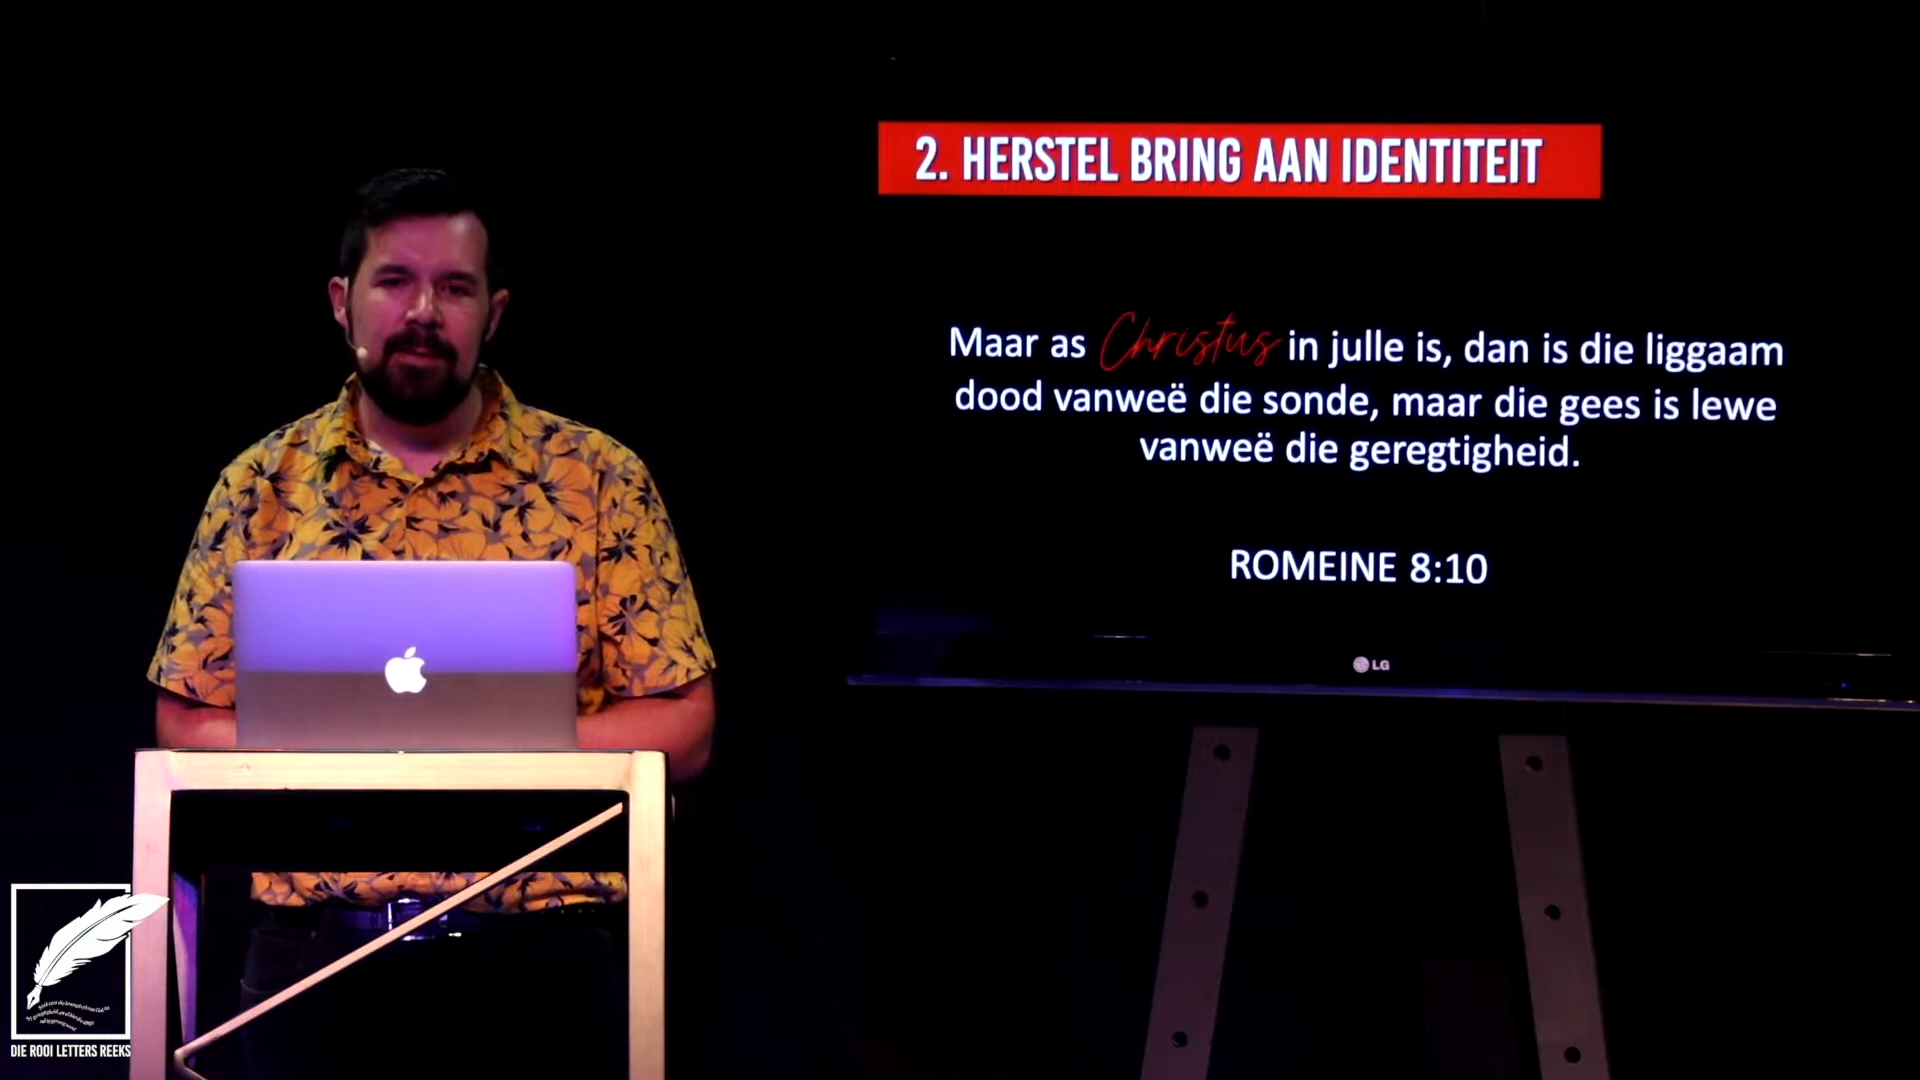 2. HERSTEL BRING AAN IDENTITEIT
Maar as Christus in julle is, dan is die liggaam
dood vanweë die sonde, maar die gees is lewe
vanweë die geregtigheid.
ROMEINE 8:10
LG
DIE ROOI LETTERS REEKS